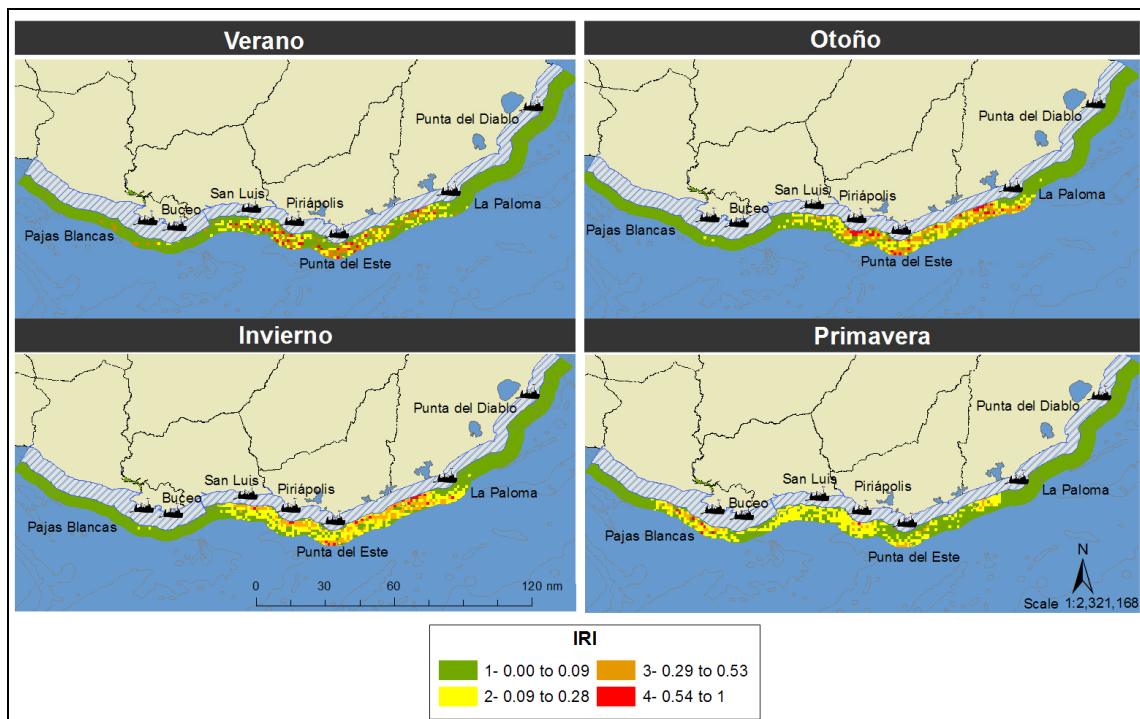 Verano
Punta del Diablo
San Luis
Piriápolis
Buceo
La Paloma
Pajas Blancas
Punta del Este
Otoño
Punta del Diablo
San Luis
Piriápolis
Buceo
La Paloma
Pajas Blancas
Punta del Este
Invierno
Punta del Diablo
San Luis
Piriápolis
Buceo
La Paloma
Pajas Blancas
Punta del Este
0 30 60 120 nm
Primavera
Punta del Diablo
San Luis
Piriápolis
La Paloma
Buceo
Pajas Blancas
Punta del Este
N
Scale 1:2,321,168
IRI
1- 0.00 to 0.09
3- 0.29 to 0.53
2- 0.09 to 0.28
4- 0.54 to 1